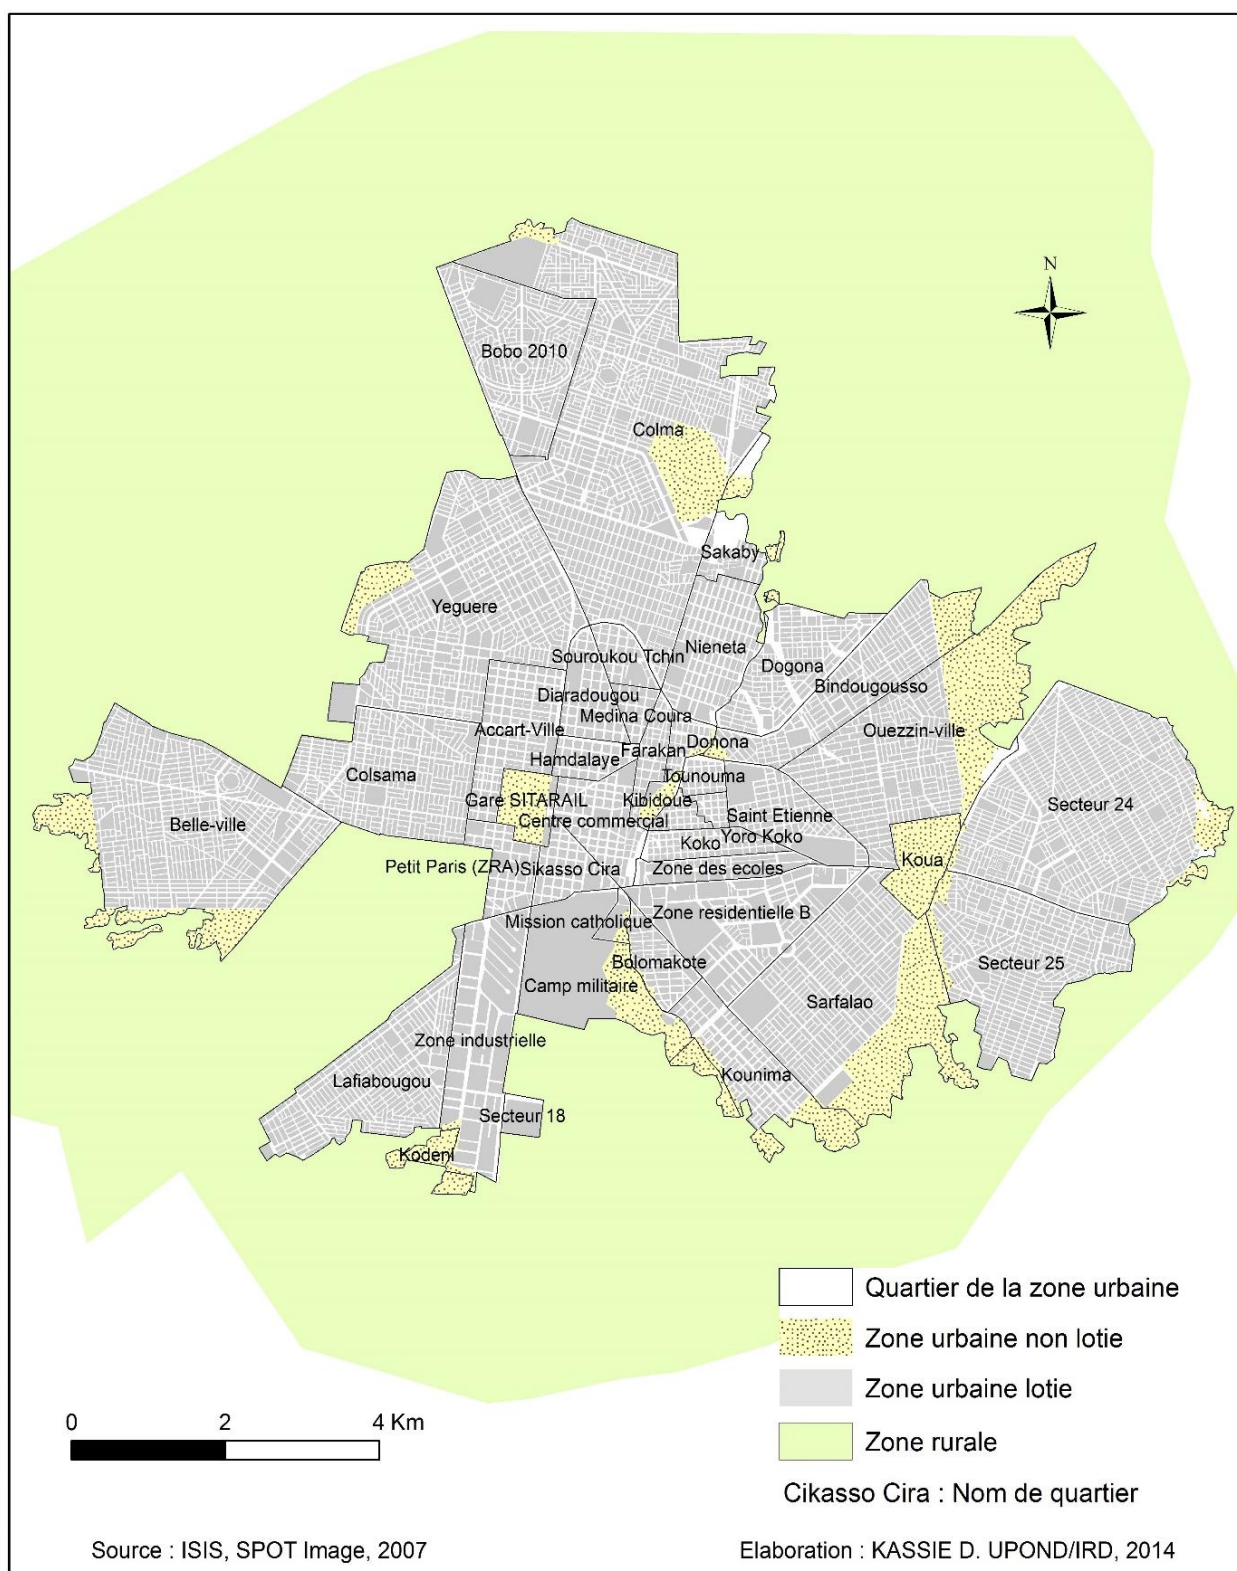 N
Bobo 2010
Colma
Sakaby
Yeguere
Nieneta
Souroukou Tchin
Dogona
Bindougousso
Diaradougou
Medina Coura
Accart-Ville
Ouezzin-ville
Donona
Farakan
Hamdalaye
Colsama
Tounouma
Gare SITARAIL
Kibidoue
Secteur 24
Centre commercial
Saint Etienne
Belle-ville
Yoro Koko
Koko
Koua
Petit Paris (ZRA)
Sikasso Cira
Zone des ecoles
Zone residentielle B
Mission catholique
Bolomakote
Secteur 25
Camp militaire
Sarfalao
Zone industrielle
Kounima
Lafiabougou
Secteur 18
Kodeni
Quartier de la zone urbaine
Zone urbaine non lotie
Zone urbaine lotie
Zone rurale
Cikasso Cira : Nom de quartier
0 2 4 Km
Source : ISIS, SPOT Image, 2007
Elaboration : KASSIE D. UPOND/IRD, 2014